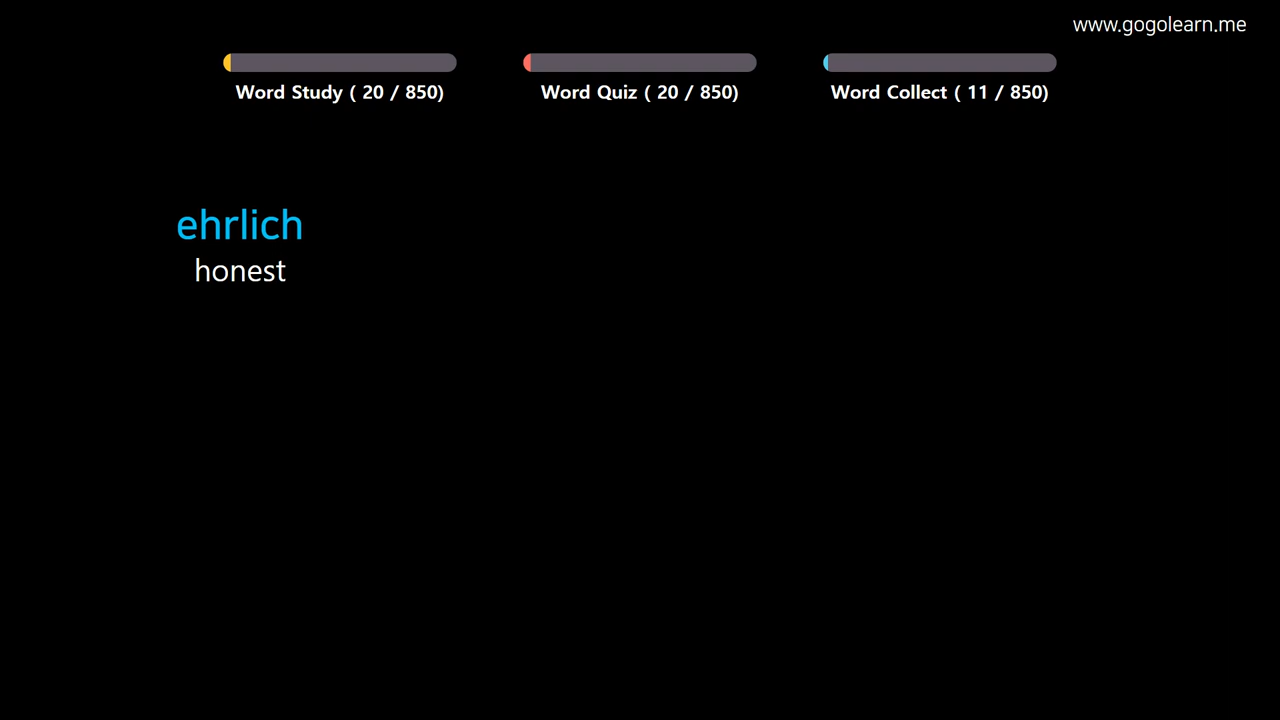 www.gogolearn.me
Word Study ( 20 / 850)
Word Quiz ( 20 / 850)
Word Collect ( 11 / 850)
ehrlich
honest